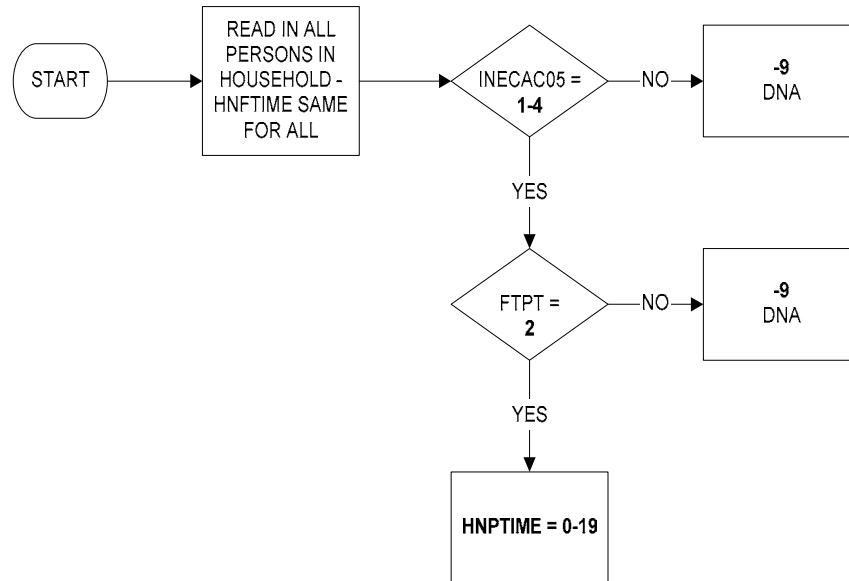 START
READ IN ALL
PERSONS IN
HOUSEHOLD -
HNFTIME SAME
FOR ALL
INECAC05 =
1-4
NO
-9
DNA
YES
FTPT =
2
NO
-9
DNA
YES
HNPTIME = 0-19